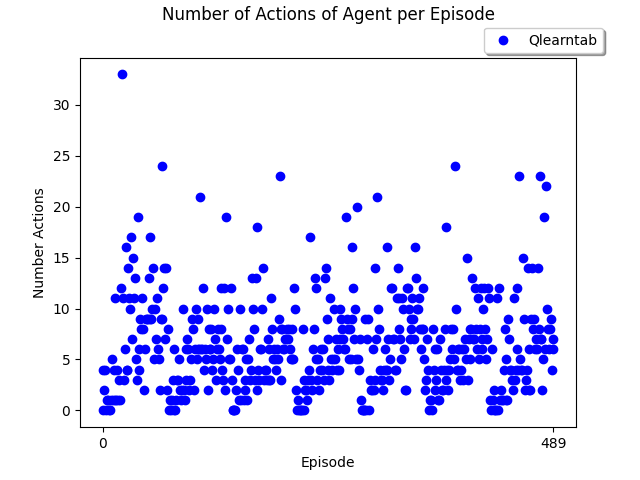 Number of Actions of Agent per Episode
Qlearntab
30
25
20
15
10
5
0
Number Actions
0 489
Episode